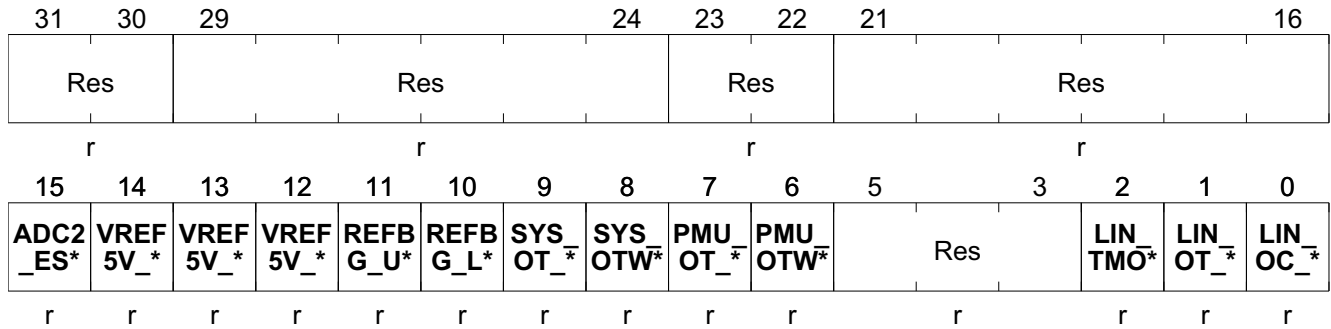 31 30 29 24 23 22 21 16
Res Res Res Res
r r r r
15 14 13 12 11 10 9 8 7 6 5 3 2 1 0
ADC2 VREF VREF VREF REFB REFB SYS_ SYS_ PMU_ PMU_ Res LIN_ LIN_ LIN_
_ES* 5V_* 5V_* 5V_* G_U* G_L* OT_* OTW* OT_* OTW* TMO* OT_* OC_*
r r r r r r r r r r r r r r